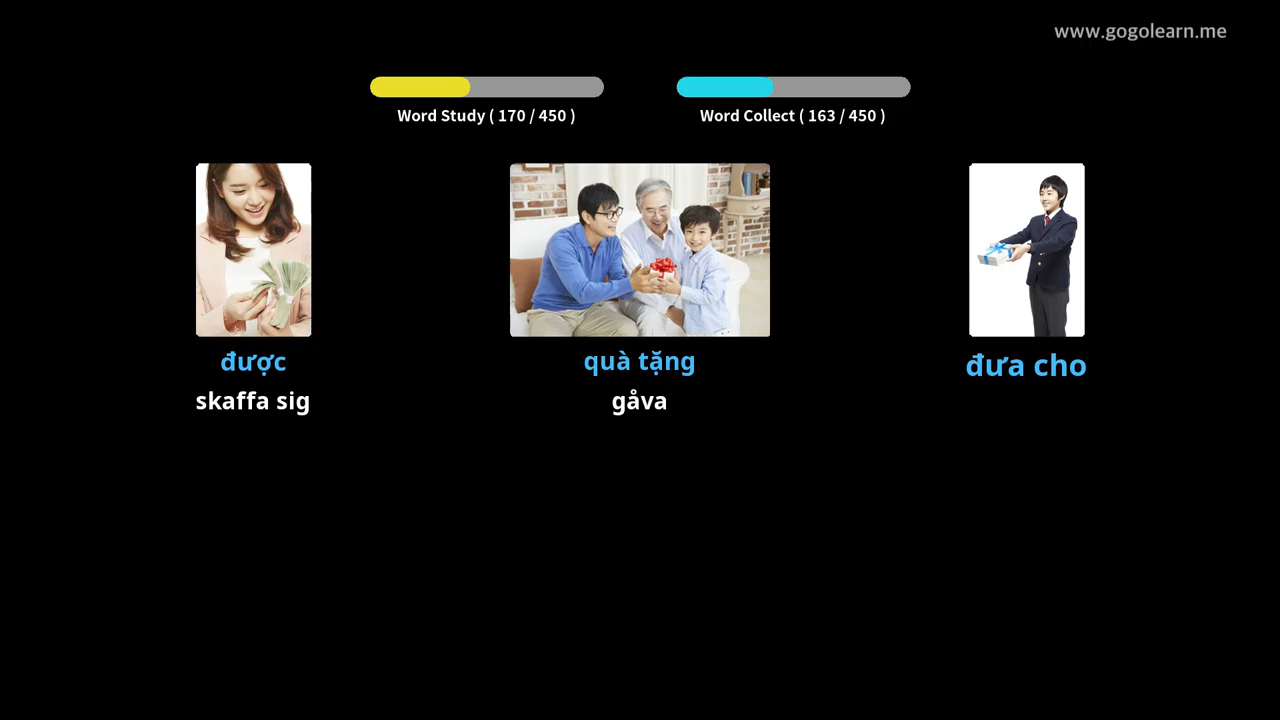 www.gogolearn.me
Word Study ( 170 / 450 )
Word Collect ( 163 / 450 )
được
quà tặng
đưa cho
skaffa sig
gåva